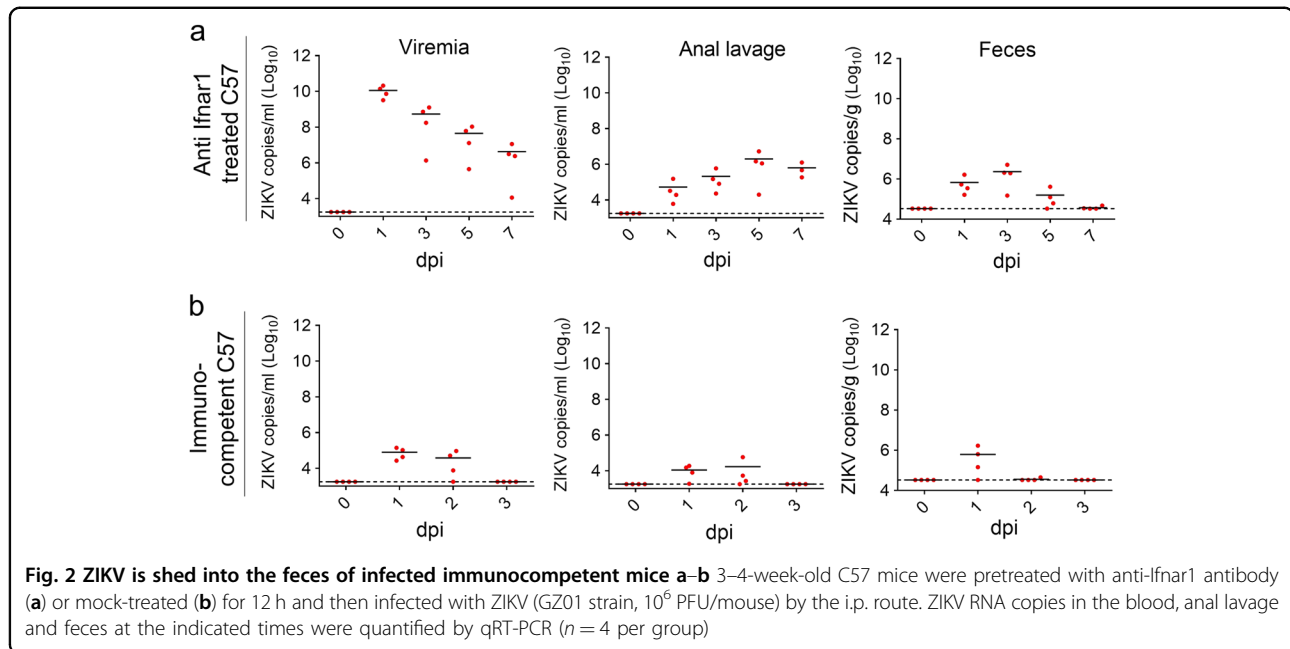 a
Anti Ifnar1
treated C57
Viremia
ZIKV copies/ml (Log₁₀)
12
10
8
6
4
0
1
3
5
7
dpi
Anal lavage
ZIKV copies/ml (Log₁₀)
12
10
8
6
4
0
1
3
5
7
dpi
Feces
ZIKV copies/g (Log₁₀)
12
10
8
6
4
0
1
3
5
7
dpi
b
Immuno-
competent C57
ZIKV copies/ml (Log₁₀)
12
10
8
6
4
0
1
2
3
dpi
ZIKV copies/ml (Log₁₀)
12
10
8
6
4
0
1
2
3
dpi
ZIKV copies/g (Log₁₀)
12
10
8
6
4
0
1
2
3
dpi
Fig. 2 ZIKV is shed into the feces of infected immunocompetent mice a–b 3–4-week-old C57 mice were pretreated with anti-Ifnar1 antibody
(a) or mock-treated (b) for 12 h and then infected with ZIKV (GZ01 strain, 10⁶ PFU/mouse) by the i.p. route. ZIKV RNA copies in the blood, anal lavage
and feces at the indicated times were quantified by qRT-PCR (n = 4 per group)